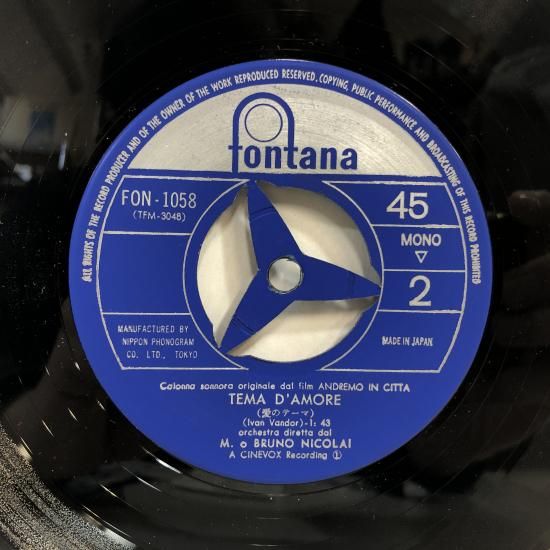 ALL RIGHTS OF THE RECORD PRODUCER AND OF THE OWNER OF THE WORK REPRODUCED RESERVED. COPYING, PUBLIC PERFORMANCE AND BROADCASTING OF THIS RECORD PROHIBITED
fontana
FON-1058
(TFM-3048)
45
MONO
▽
2
MANUFACTURED BY
NIPPON PHONOGRAM
CO. LTD., TOKYO
MADE IN JAPAN
Colonna sonnora originale dal film ANDREMO IN CITTA
TEMA D'AMORE
(愛のテーマ)
(Ivan Vandor)-1: 43
orchestra diretta dal
M. o BRUNO NICOLAI
A CINEVOX Recording Ⓛ